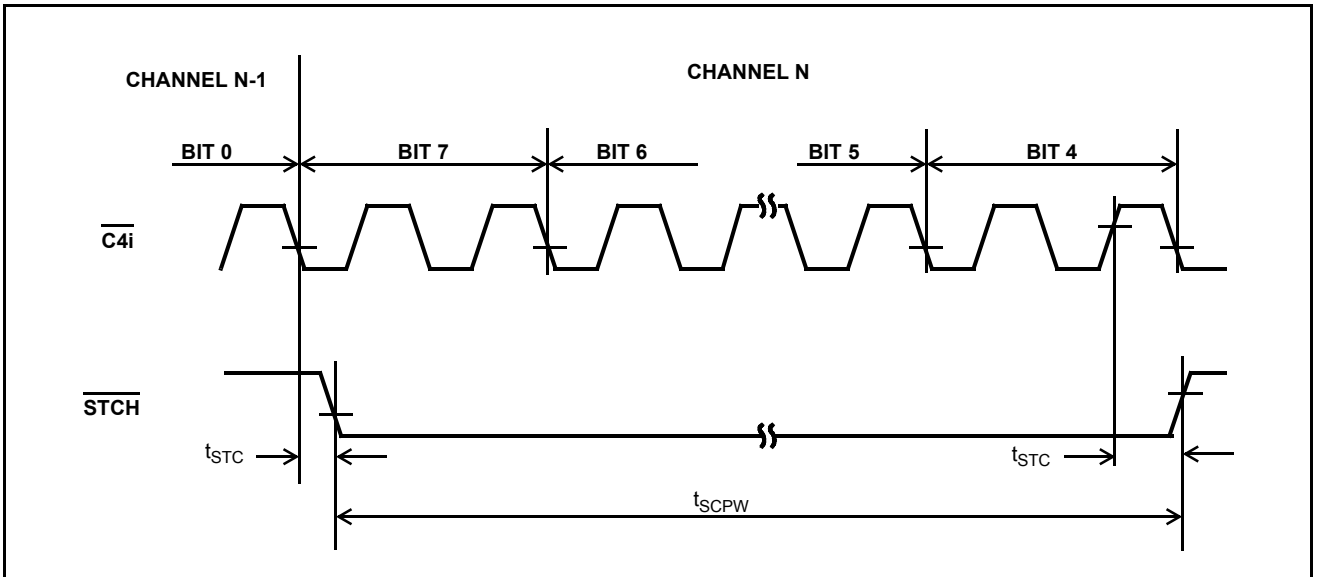 CHANNEL N-1
CHANNEL N
BIT 0
BIT 7
BIT 6
BIT 5
BIT 4
C4i
STCH
tSTC
tSTC
tSCPW